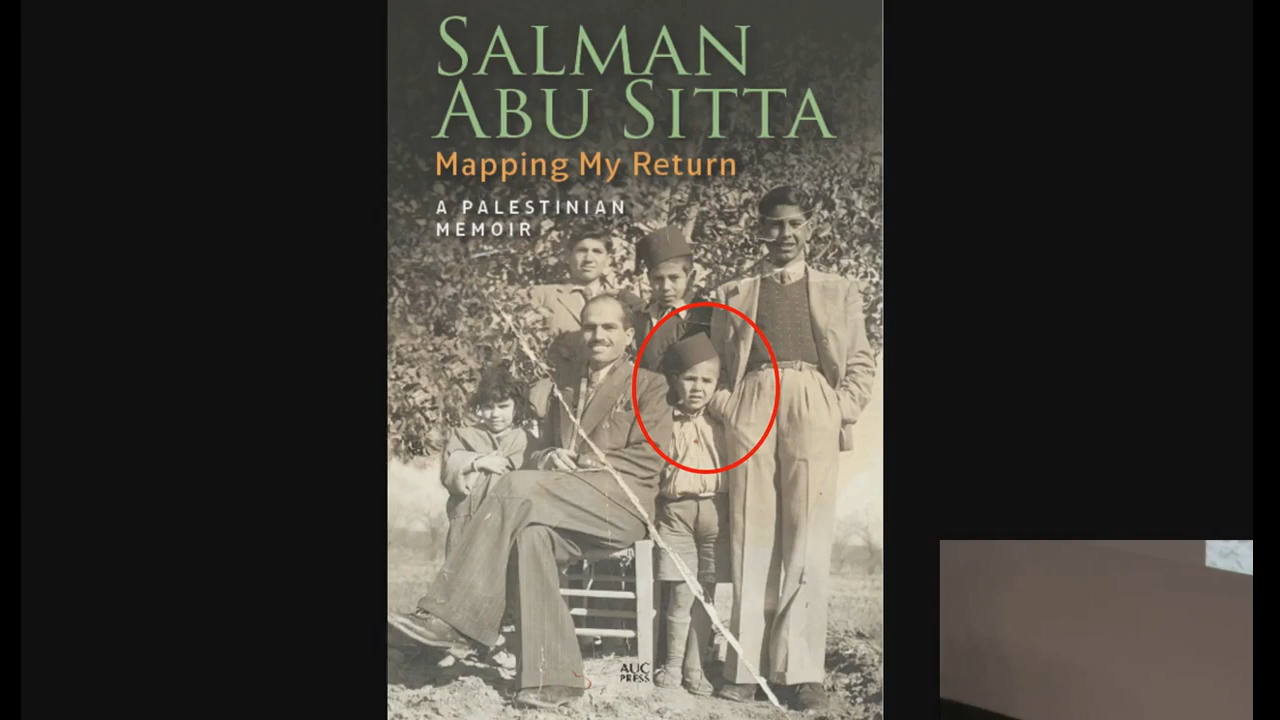 SALMAN
ABU SITTA
Mapping My Return
A PALESTINIAN
MEMOIR
AUC
PRESS